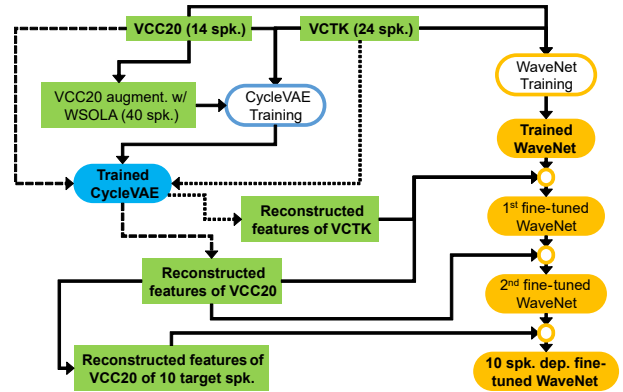 VCC20 (14 spk.)
VCTK (24 spk.)
WaveNet
Training
VCC20 augment. w/
WSOLA (40 spk.)
CycleVAE
Training
Trained
WaveNet
Trained
CycleVAE
Reconstructed
features of VCTK
1st fine-tuned
WaveNet
Reconstructed
features of VCC20
2nd fine-tuned
WaveNet
Reconstructed features of
VCC20 of 10 target spk.
10 spk. dep. fine-
tuned WaveNet